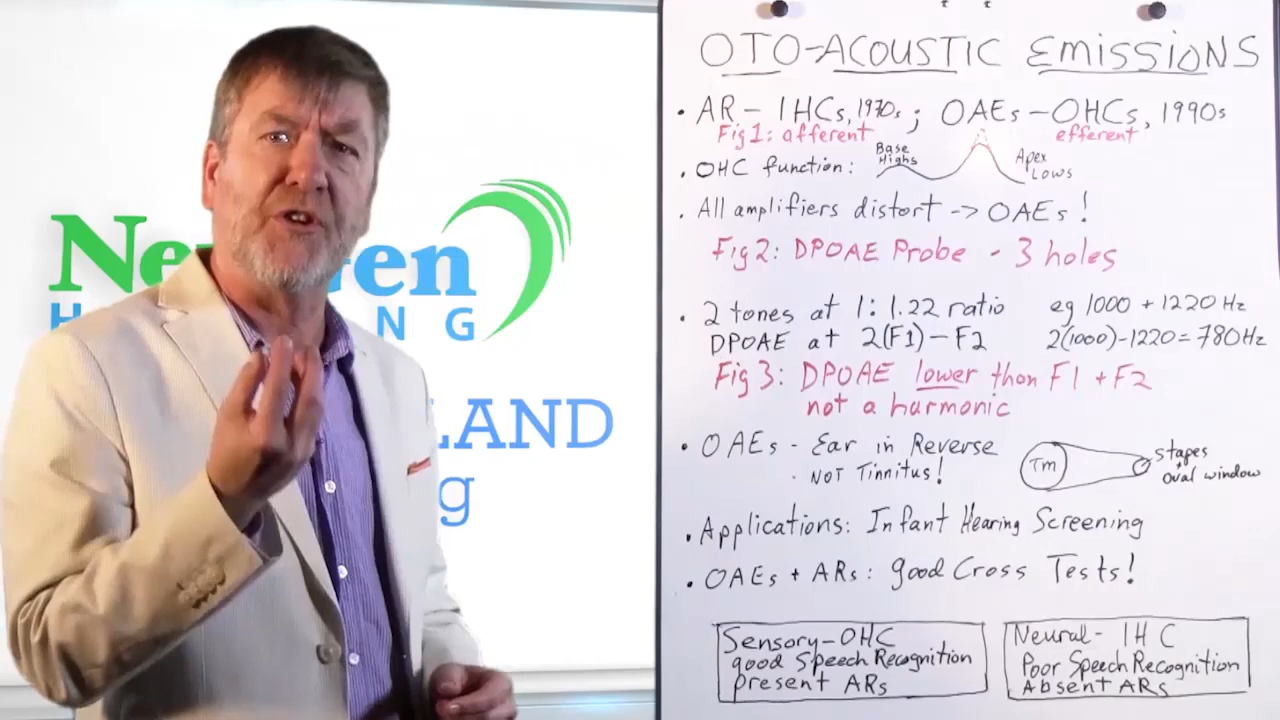 OTO-ACOUSTIC EMISSIONS
• AR - IHCs, 1970s ; OAEs - OHCs, 1990s
Fig 1: afferent efferent
• OHC function: Base Highs Apex Lows
• All amplifiers distort -> OAEs!
Fig 2: DPOAE Probe - 3 holes
• 2 tones at 1:1.22 ratio eg 1000 + 1220 Hz
DPOAE at 2(F1) - F2 2(1000)-1220 = 780Hz
Fig 3: DPOAE lower than F1 + F2
not a harmonic
• OAEs - Ear in Reverse
- NOT Tinnitus!
TM stapes + oval window
• Applications: Infant Hearing Screening
• OAEs + ARs: good Cross Tests!
Sensory-OHC
good Speech Recognition
present ARs
Neural- IHC
Poor Speech Recognition
Absent ARs